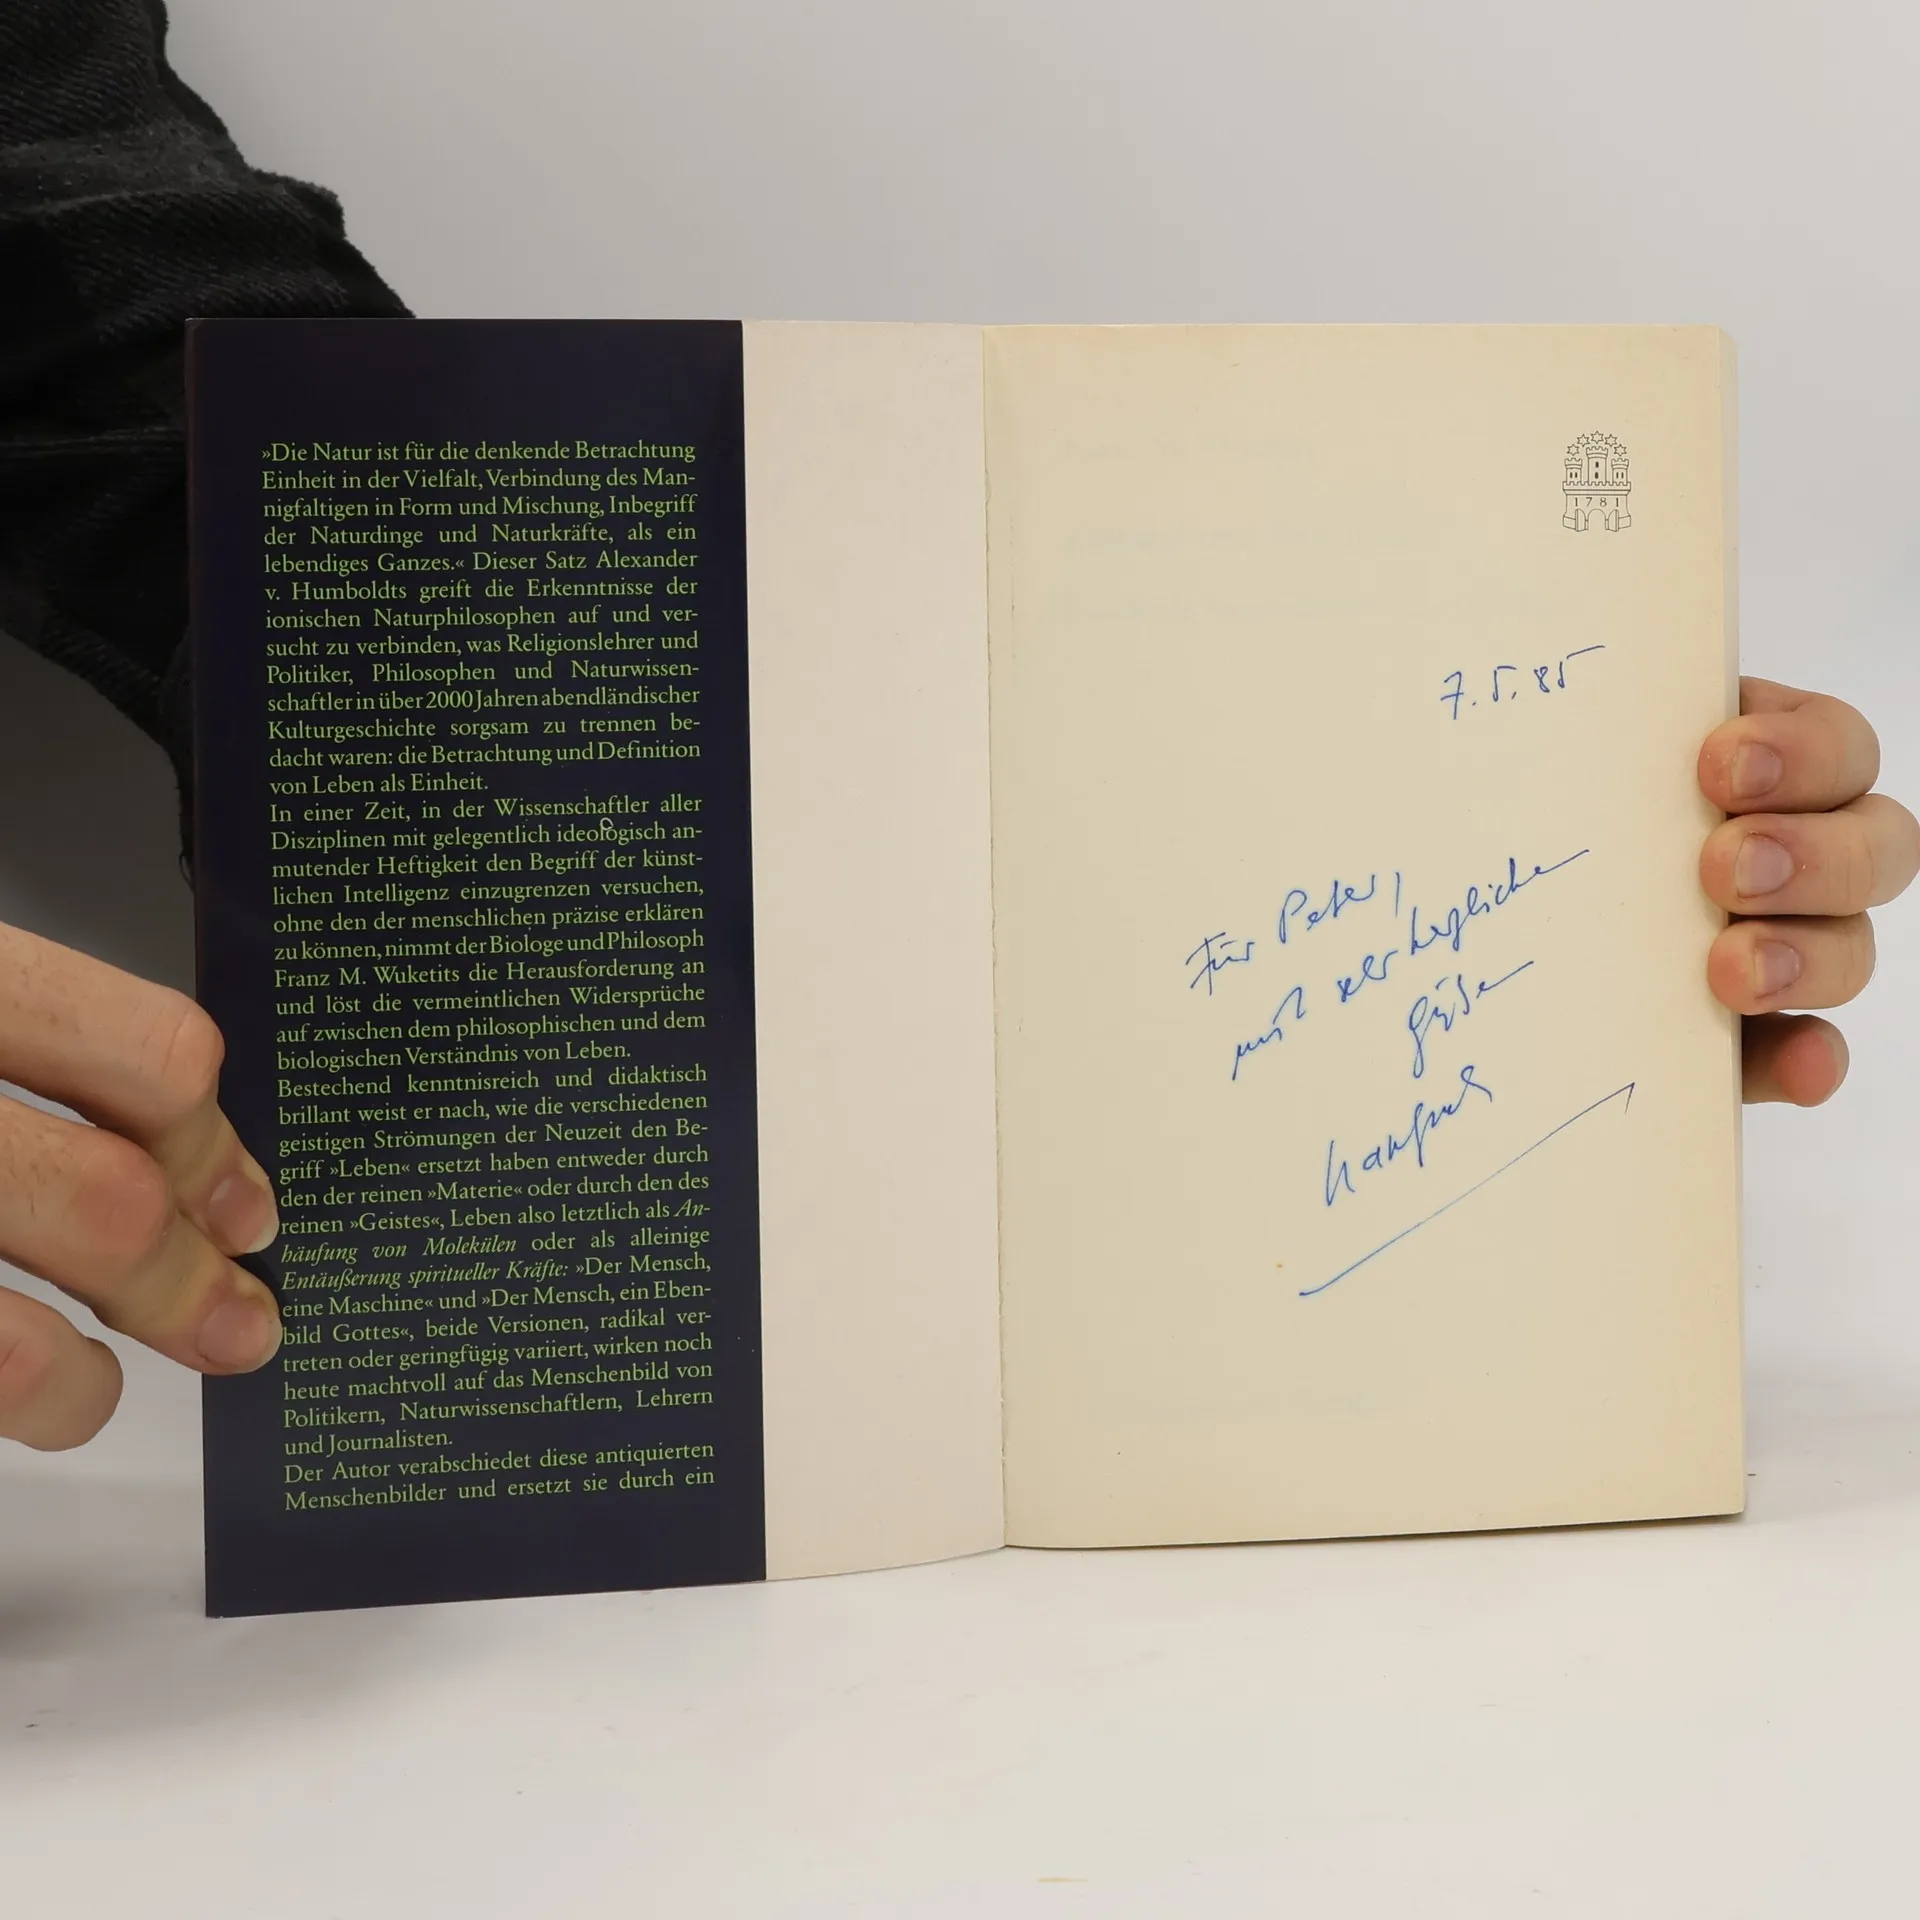 »Die Natur ist für die denkende Betrachtung
Einheit in der Vielfalt, Verbindung des Man-
nigfaltigen in Form und Mischung, Inbegriff
der Naturdinge und Naturkräfte, als ein
lebendiges Ganzes.« Dieser Satz Alexander
v. Humboldts greift die Erkenntnisse der
ionischen Naturphilosophen auf und ver-
sucht zu verbinden, was Religionslehrer und
Politiker, Philosophen und Naturwissen-
schaftler in über 2000 Jahren abendländischer
Kulturgeschichte sorgsam zu trennen be-
dacht waren: die Betrachtung und Definition
von Leben als Einheit.
In einer Zeit, in der Wissenschaftler aller
Disziplinen mit gelegentlich ideologisch an-
mutender Heftigkeit den Begriff der künst-
lichen Intelligenz einzugrenzen versuchen,
ohne den der menschlichen präzise erklären
zu können, nimmt der Biologe und Philosoph
Franz M. Wuketits die Herausforderung an
und löst die vermeintlichen Widersprüche
auf zwischen dem philosophischen und dem
biologischen Verständnis von Leben.
Bestechend kenntnisreich und didaktisch
brillant weist er nach, wie die verschiedenen
geistigen Strömungen der Neuzeit den Be-
griff »Leben« ersetzt haben entweder durch
den der reinen »Materie« oder durch den des
reinen »Geistes«, Leben also letztlich als An-
häufung von Molekülen oder als alleinige
Entäußerung spiritueller Kräfte: »Der Mensch,
eine Maschine« und »Der Mensch, ein Eben-
bild Gottes«, beide Versionen, radikal ver-
treten oder geringfügig variiert, wirken noch
heute machtvoll auf das Menschenbild von
Politikern, Naturwissenschaftlern, Lehrern
und Journalisten.
Der Autor verabschiedet diese antiquierten
Menschenbilder und ersetzt sie durch ein
1781
7.5.85
Für Peter,
mit sehr herzlichen
Grüßen